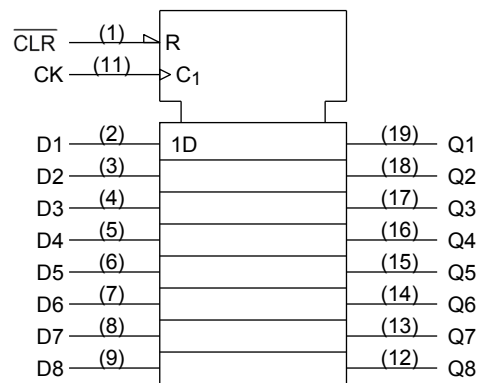 C̅L̅R̅ (1) R
CK (11) C1
D1 (2) 1D (19) Q1
D2 (3) (18) Q2
D3 (4) (17) Q3
D4 (5) (16) Q4
D5 (6) (15) Q5
D6 (7) (14) Q6
D7 (8) (13) Q7
D8 (9) (12) Q8